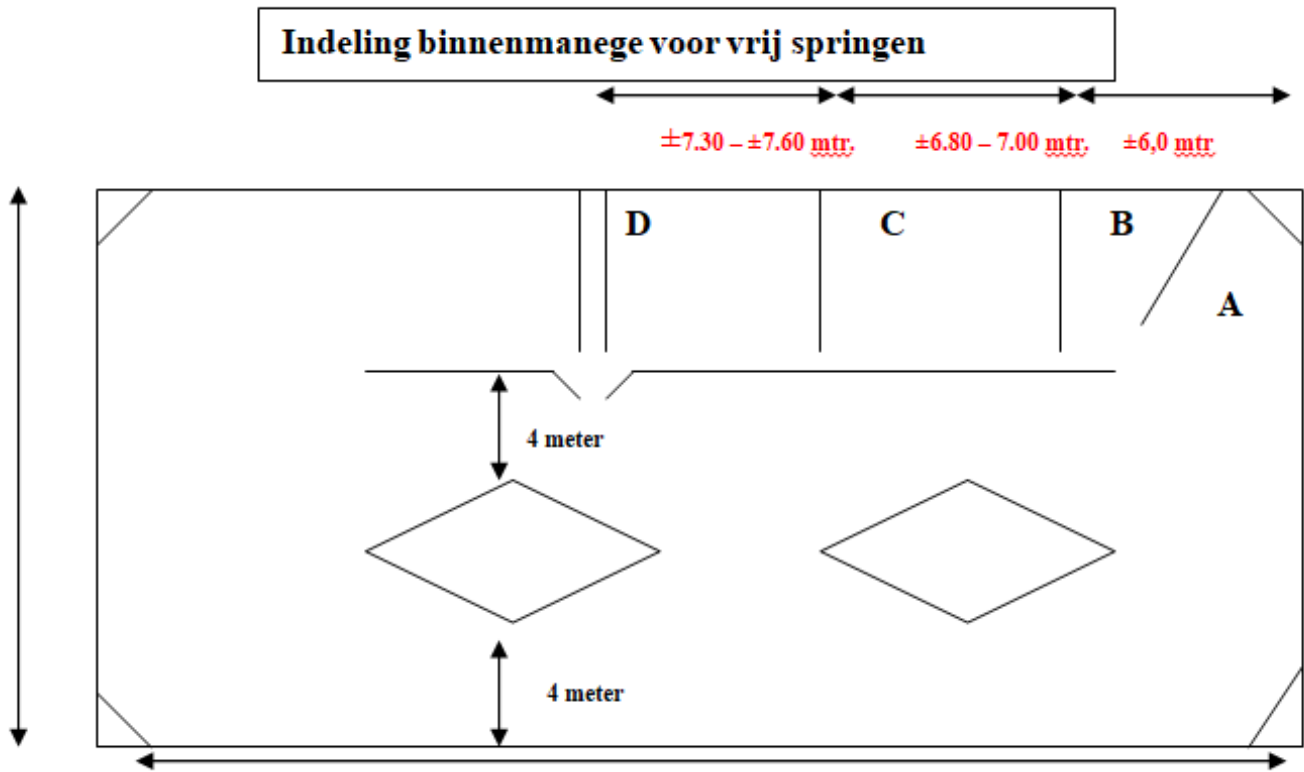 Indeling binnenmanege voor vrij springen
±7.30 – ±7.60 mtr. ±6.80 – 7.00 mtr. ±6,0 mtr
D C B
A
4 meter
4 meter